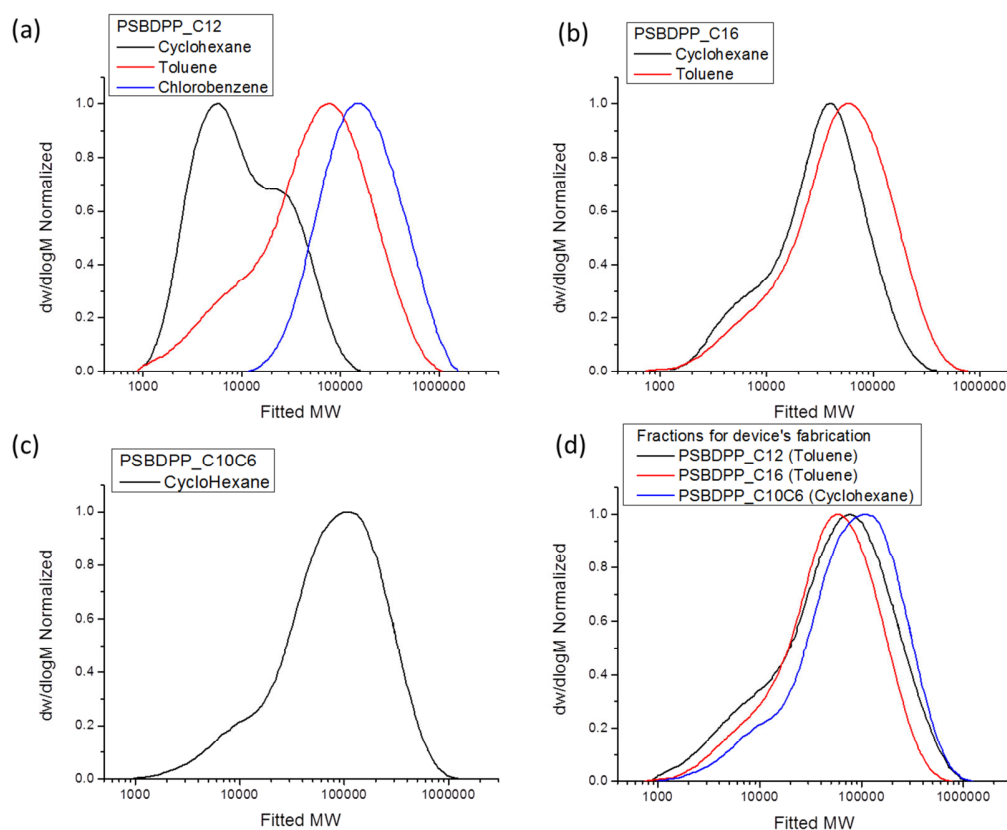 (a)
PSBDPP_C12
Cyclohexane
Toluene
Chlorobenzene
dw/dlogM Normalized
1.0
0.8
0.6
0.4
0.2
0.0
1000 10000 100000 1000000
Fitted MW
(b)
PSBDPP_C16
Cyclohexane
Toluene
dw/dlogM Normalized
1.0
0.8
0.6
0.4
0.2
0.0
1000 10000 100000 1000000
Fitted MW
(c)
PSBDPP_C10C6
CycloHexane
dw/dlogM Normalized
1.0
0.8
0.6
0.4
0.2
0.0
1000 10000 100000 1000000
Fitted MW
(d)
Fractions for device's fabrication
PSBDPP_C12 (Toluene)
PSBDPP_C16 (Toluene)
PSBDPP_C10C6 (Cyclohexane)
dw/dlogM Normalized
1.0
0.8
0.6
0.4
0.2
0.0
1000 10000 100000 1000000
Fitted MW